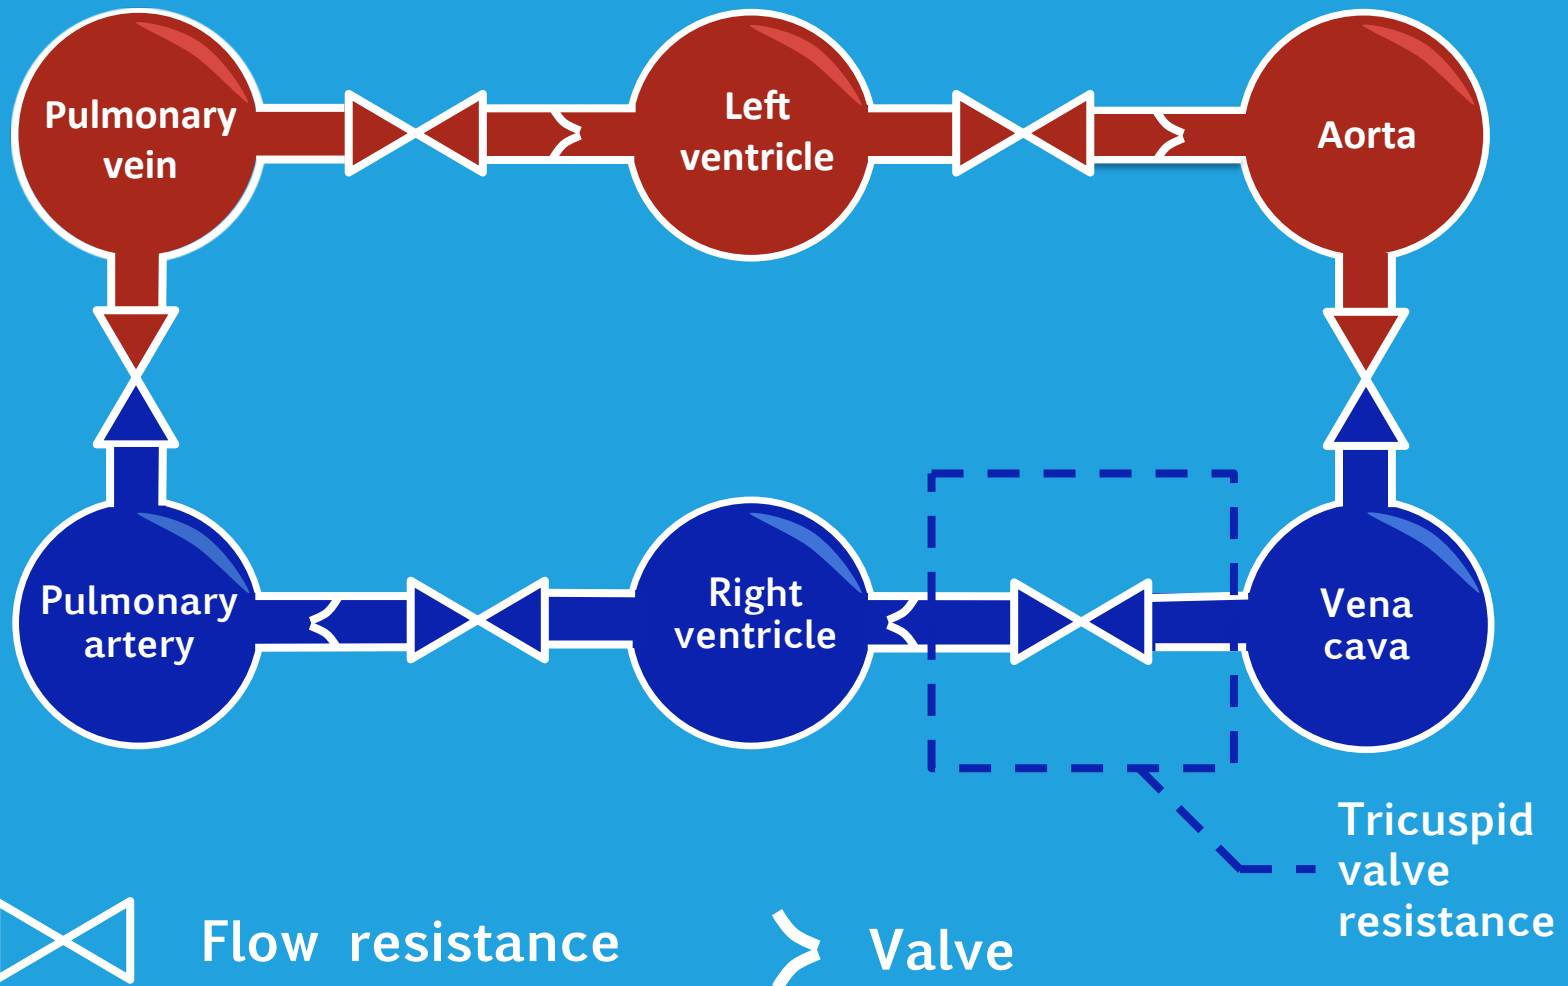 Pulmonary
vein
Left
ventricle
Aorta
Pulmonary
artery
Right
ventricle
Vena
cava
Tricuspid
valve
resistance
Flow resistance
Valve